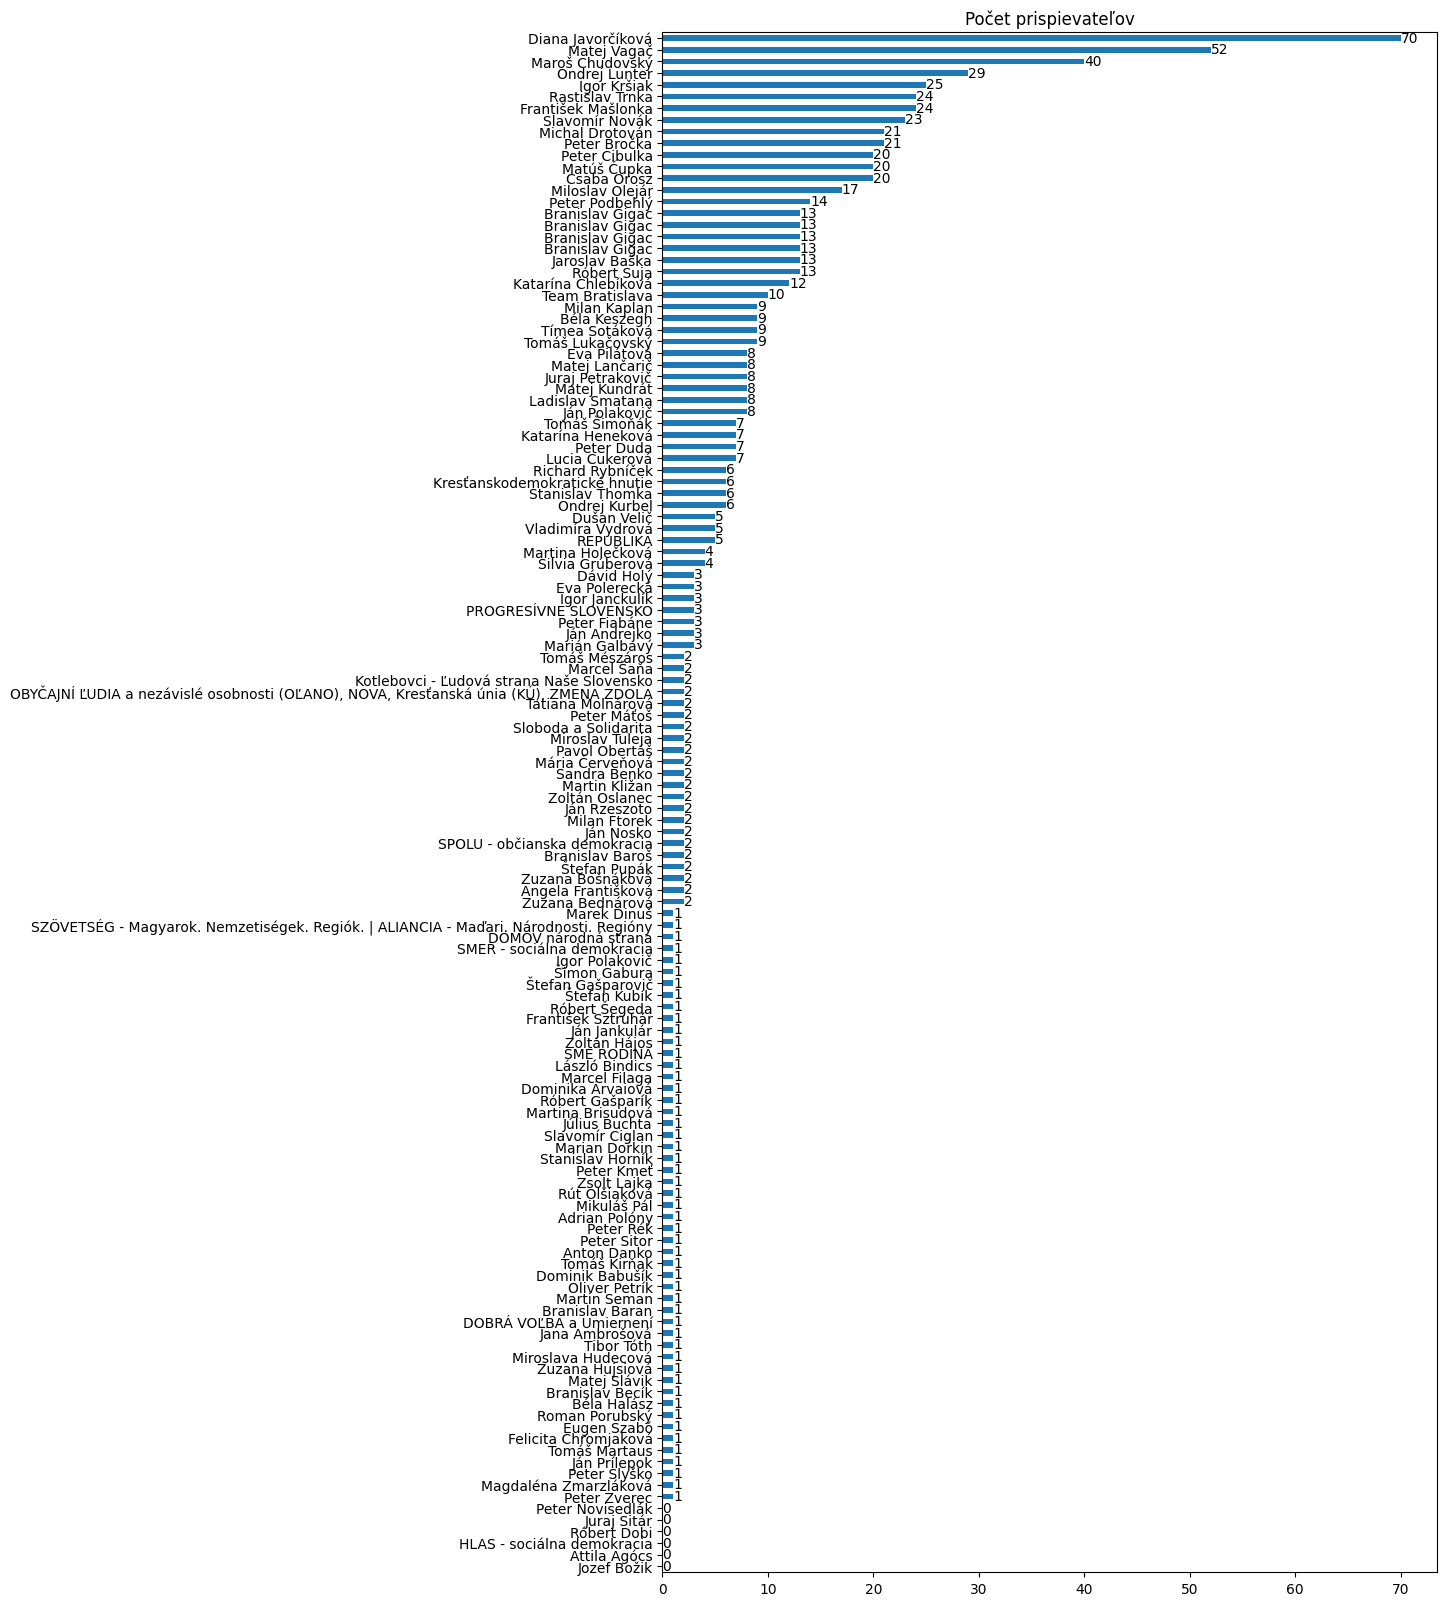 Počet prispievateľov
Diana Javorčíková 70
Matej Vagač 52
Maroš Chudovský 40
Ondrej Lunter 29
Igor Kršiak 25
Rastislav Trnka 24
František Mašlonka 24
Slavomír Novák 23
Michal Drotován 21
Peter Bročka 21
Peter Cibulka 20
Matúš Čupka 20
Csaba Orosz 20
Miloslav Olejár 17
Peter Podbehlý 14
Branislav Gigac 13
Branislav Gigac 13
Branislav Gigac 13
Branislav Gigac 13
Jaroslav Baška 13
Róbert Suja 13
Katarína Chlebíková 12
Team Bratislava 10
Milan Kaplan 9
Béla Keszegh 9
Tímea Sotáková 9
Tomáš Lukačovský 9
Eva Pilátová 8
Matej Lančarič 8
Juraj Petrakovič 8
Matej Kundrát 8
Ladislav Smatana 8
Ján Polakovič 8
Tomáš Šimoňák 7
Katarína Heneková 7
Peter Duda 7
Lucia Cukerová 7
Richard Rybníček 6
Kresťanskodemokratické hnutie 6
Stanislav Thomka 6
Ondrej Kurbel 6
Dušan Velič 5
Vladimíra Vydrová 5
REPUBLIKA 5
Martina Holečková 4
Silvia Gruberová 4
Dávid Holý 3
Eva Polerecká 3
Igor Janckulík 3
PROGRESÍVNE SLOVENSKO 3
Peter Fiabáne 3
Ján Andrejko 3
Marián Galbavý 3
Tomáš Mészáros 2
Marcel Šaňa 2
Kotlebovci - Ľudová strana Naše Slovensko 2
OBYČAJNÍ ĽUDIA a nezávislé osobnosti (OĽANO), NOVA, Kresťanská únia (KÚ), ZMENA ZDOLA 2
Tatiana Molnárová 2
Peter Máťoš 2
Sloboda a Solidarita 2
Miroslav Tuleja 2
Pavol Obertáš 2
Mária Červeňová 2
Sandra Benko 2
Martin Kližan 2
Zoltán Oslanec 2
Ján Rzeszoto 2
Milan Ftorek 2
Ján Nosko 2
SPOLU - občianska demokracia 2
Branislav Baroš 2
Štefan Pupák 2
Zuzana Bošňáková 2
Angela Františková 2
Zuzana Bednárová 2
Marek Dinuš 1
SZÖVETSÉG - Magyarok. Nemzetiségek. Regiók. | ALIANCIA - Maďari. Národnosti. Regióny 1
DOMOV národná strana 1
SMER - sociálna demokracia 1
Igor Polakovič 1
Šimon Gabura 1
Štefan Gašparovič 1
Štefan Kubík 1
Róbert Šegeda 1
František Sztruhár 1
Ján Jankulár 1
Zoltán Hájos 1
SME RODINA 1
László Bindics 1
Marcel Filaga 1
Dominika Arvaiová 1
Róbert Gašparík 1
Martina Brisudová 1
Július Buchta 1
Slavomír Ciglan 1
Marian Dorkin 1
Stanislav Horník 1
Peter Kmeť 1
Zsolt Lajka 1
Rút Olšiaková 1
Mikuláš Pál 1
Adrian Polóny 1
Peter Rék 1
Peter Sitor 1
Anton Danko 1
Tomáš Kirňak 1
Dominik Babušík 1
Oliver Petrík 1
Martin Seman 1
Branislav Baran 1
DOBRÁ VOĽBA a Umiernení 1
Jana Ambrošová 1
Tibor Tóth 1
Miroslava Hudecová 1
Zuzana Hujsiová 1
Matej Slávik 1
Branislav Becík 1
Béla Halász 1
Roman Porubský 1
Eugen Szabó 1
Felicita Chromjaková 1
Tomáš Martaus 1
Ján Prílepok 1
Peter Slyško 1
Magdaléna Zmarzláková 1
Peter Zverec 1
Peter Novisedlák 0
Juraj Sitár 0
Róbert Dobi 0
HLAS - sociálna demokracia 0
Attila Agócs 0
Jozef Božik 0
0 10 20 30 40 50 60 70